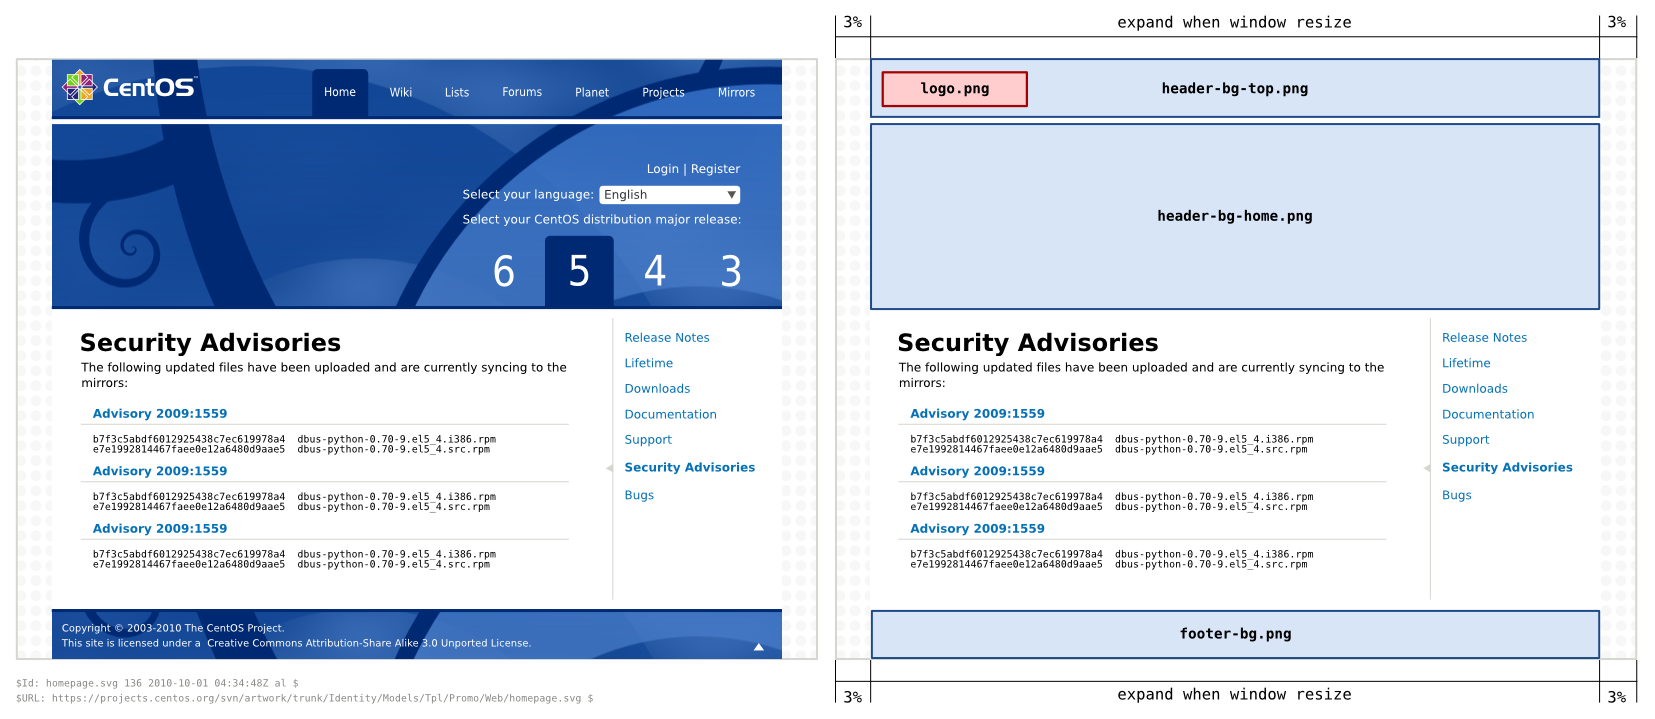 3% expand when window resize 3%
CentOS™
Home Wiki Lists Forums Planet Projects Mirrors
Login | Register
Select your language: English
Select your CentOS distribution major release:
6 5 4 3
Security Advisories
The following updated files have been uploaded and are currently syncing to the
mirrors:
Advisory 2009:1559
b7f3c5abdf6012925438c7ec619978a4 dbus-python-0.70-9.el5_4.i386.rpm
e7e1992814467faee0e12a6480d9aae5 dbus-python-0.70-9.el5_4.src.rpm
Advisory 2009:1559
b7f3c5abdf6012925438c7ec619978a4 dbus-python-0.70-9.el5_4.i386.rpm
e7e1992814467faee0e12a6480d9aae5 dbus-python-0.70-9.el5_4.src.rpm
Advisory 2009:1559
b7f3c5abdf6012925438c7ec619978a4 dbus-python-0.70-9.el5_4.i386.rpm
e7e1992814467faee0e12a6480d9aae5 dbus-python-0.70-9.el5_4.src.rpm
Release Notes
Lifetime
Downloads
Documentation
Support
Security Advisories
Bugs
Copyright © 2003-2010 The CentOS Project.
This site is licensed under a Creative Commons Attribution-Share Alike 3.0 Unported License.
$Id: homepage.svg 136 2010-10-01 04:34:48Z al $
$URL: https://projects.centos.org/svn/artwork/trunk/Identity/Models/Tpl/Promo/Web/homepage.svg $
logo.png header-bg-top.png
header-bg-home.png
Security Advisories
The following updated files have been uploaded and are currently syncing to the
mirrors:
Advisory 2009:1559
b7f3c5abdf6012925438c7ec619978a4 dbus-python-0.70-9.el5_4.i386.rpm
e7e1992814467faee0e12a6480d9aae5 dbus-python-0.70-9.el5_4.src.rpm
Advisory 2009:1559
b7f3c5abdf6012925438c7ec619978a4 dbus-python-0.70-9.el5_4.i386.rpm
e7e1992814467faee0e12a6480d9aae5 dbus-python-0.70-9.el5_4.src.rpm
Advisory 2009:1559
b7f3c5abdf6012925438c7ec619978a4 dbus-python-0.70-9.el5_4.i386.rpm
e7e1992814467faee0e12a6480d9aae5 dbus-python-0.70-9.el5_4.src.rpm
Release Notes
Lifetime
Downloads
Documentation
Support
Security Advisories
Bugs
footer-bg.png
3% expand when window resize 3%